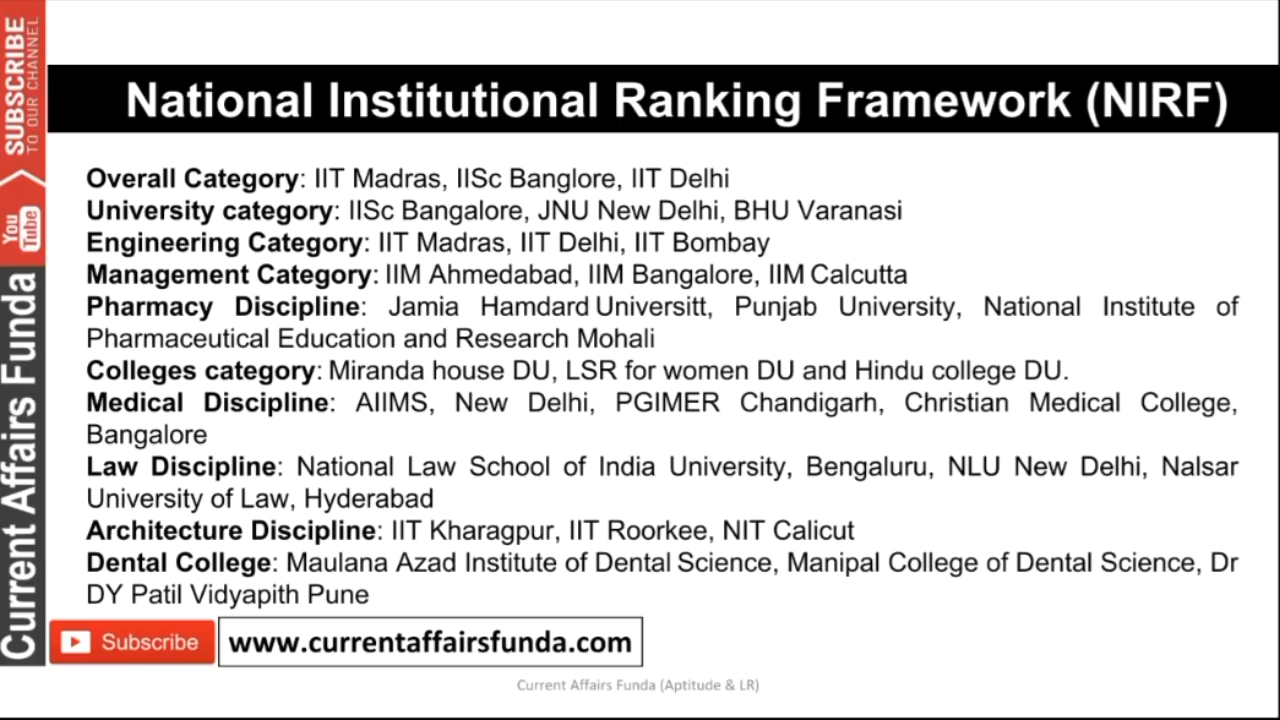 SUBSCRIBE
TO OUR CHANNEL
You
Tube
Current Affairs Funda
National Institutional Ranking Framework (NIRF)
Overall Category: IIT Madras, IISc Banglore, IIT Delhi
University category: IISc Bangalore, JNU New Delhi, BHU Varanasi
Engineering Category: IIT Madras, IIT Delhi, IIT Bombay
Management Category: IIM Ahmedabad, IIM Bangalore, IIM Calcutta
Pharmacy Discipline: Jamia Hamdard Universitt, Punjab University, National Institute of
Pharmaceutical Education and Research Mohali
Colleges category: Miranda house DU, LSR for women DU and Hindu college DU.
Medical Discipline: AIIMS, New Delhi, PGIMER Chandigarh, Christian Medical College,
Bangalore
Law Discipline: National Law School of India University, Bengaluru, NLU New Delhi, Nalsar
University of Law, Hyderabad
Architecture Discipline: IIT Kharagpur, IIT Roorkee, NIT Calicut
Dental College: Maulana Azad Institute of Dental Science, Manipal College of Dental Science, Dr
DY Patil Vidyapith Pune
Subscribe
www.currentaffairsfunda.com
Current Affairs Funda (Aptitude & LR)